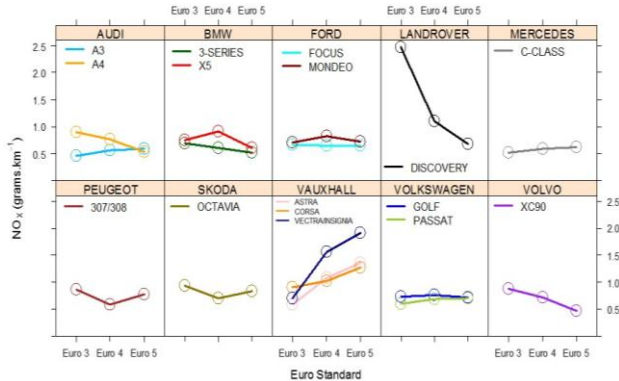 Euro 3 Euro 4 Euro 5 Euro 3 Euro 4 Euro 5
AUDI BMW FORD LANDROVER MERCEDES
2.5
2.0
1.5
1.0
0.5
A3
A4
3-SERIES
X5
FOCUS
MONDEO
DISCOVERY
C-CLASS
NOX (grams.km-1)
PEUGEOT SKODA VAUXHALL VOLKSWAGEN VOLVO
307/308
OCTAVIA
ASTRA
CORSA
VECTRA/INSIGNIA
GOLF
PASSAT
XC90
2.5
2.0
1.5
1.0
0.5
Euro 3 Euro 4 Euro 5 Euro 3 Euro 4 Euro 5 Euro 3 Euro 4 Euro 5
Euro Standard